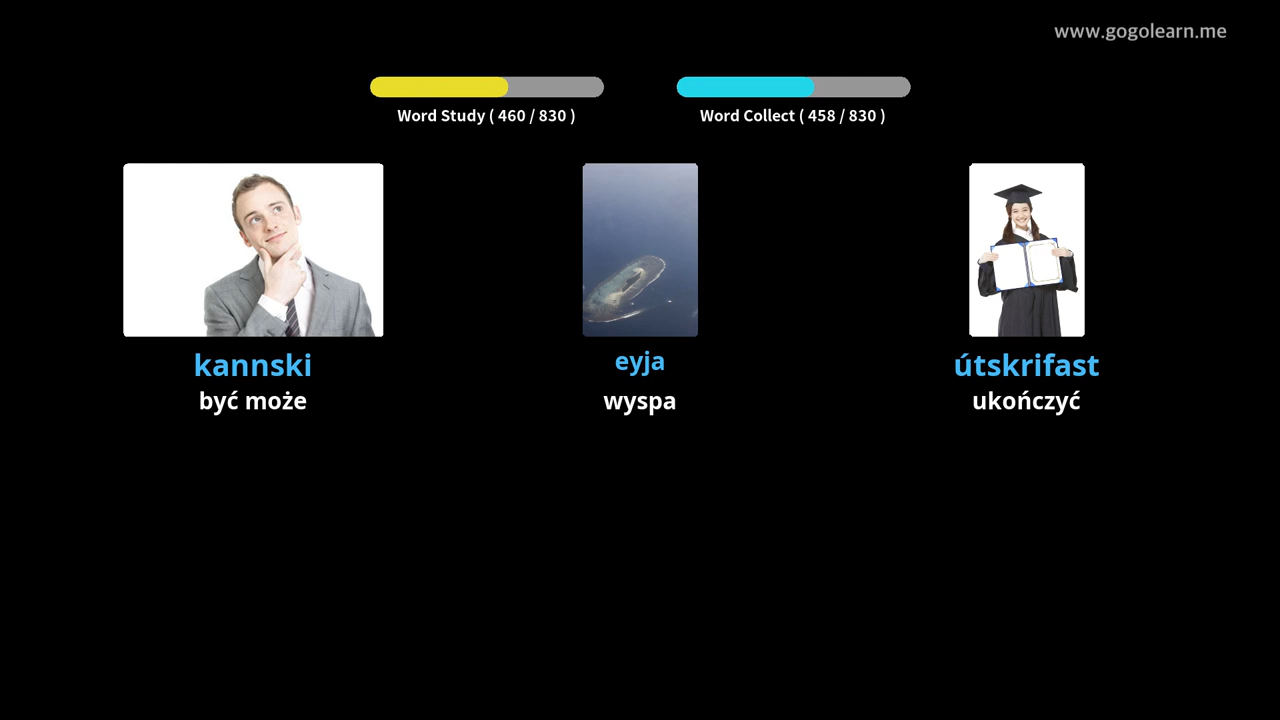 www.gogolearn.me
Word Study ( 460 / 830 )
Word Collect ( 458 / 830 )
kannski
eyja
útskrifast
być może
wyspa
ukończyć